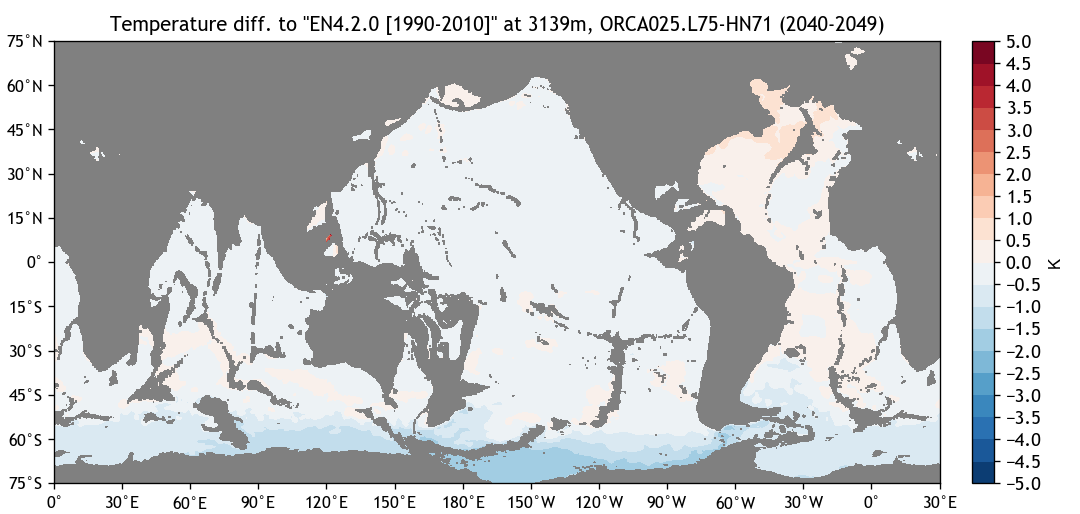 Temperature diff. to "EN4.2.0 [1990-2010]" at 3139m, ORCA025.L75-HN71 (2040-2049)
75°N
60°N
45°N
30°N
15°N
0°
15°S
30°S
45°S
60°S
75°S
0°
30°E
60°E
90°E
120°E
150°E
180°E
150°W
120°W
90°W
60°W
30°W
0°
30°E
5.0
4.5
4.0
3.5
3.0
2.5
2.0
1.5
1.0
0.5
0.0
−0.5
−1.0
−1.5
−2.0
−2.5
−3.0
−3.5
−4.0
−4.5
−5.0
K